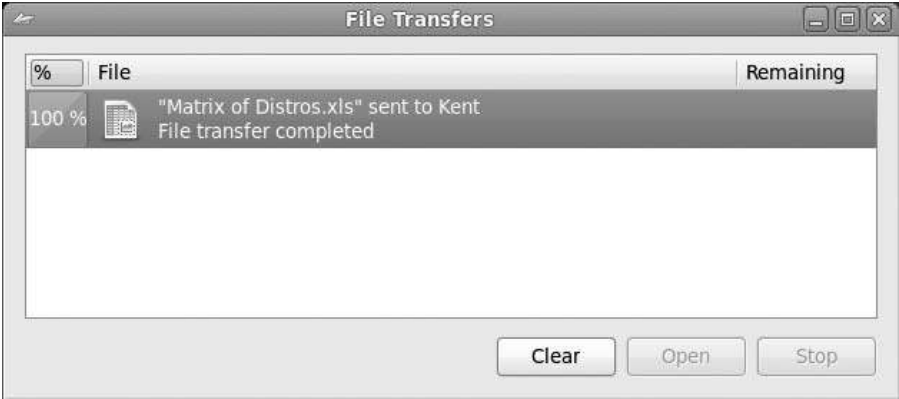 File Transfers
% File Remaining
100 % "Matrix of Distros.xls" sent to Kent
File transfer completed
Clear Open Stop